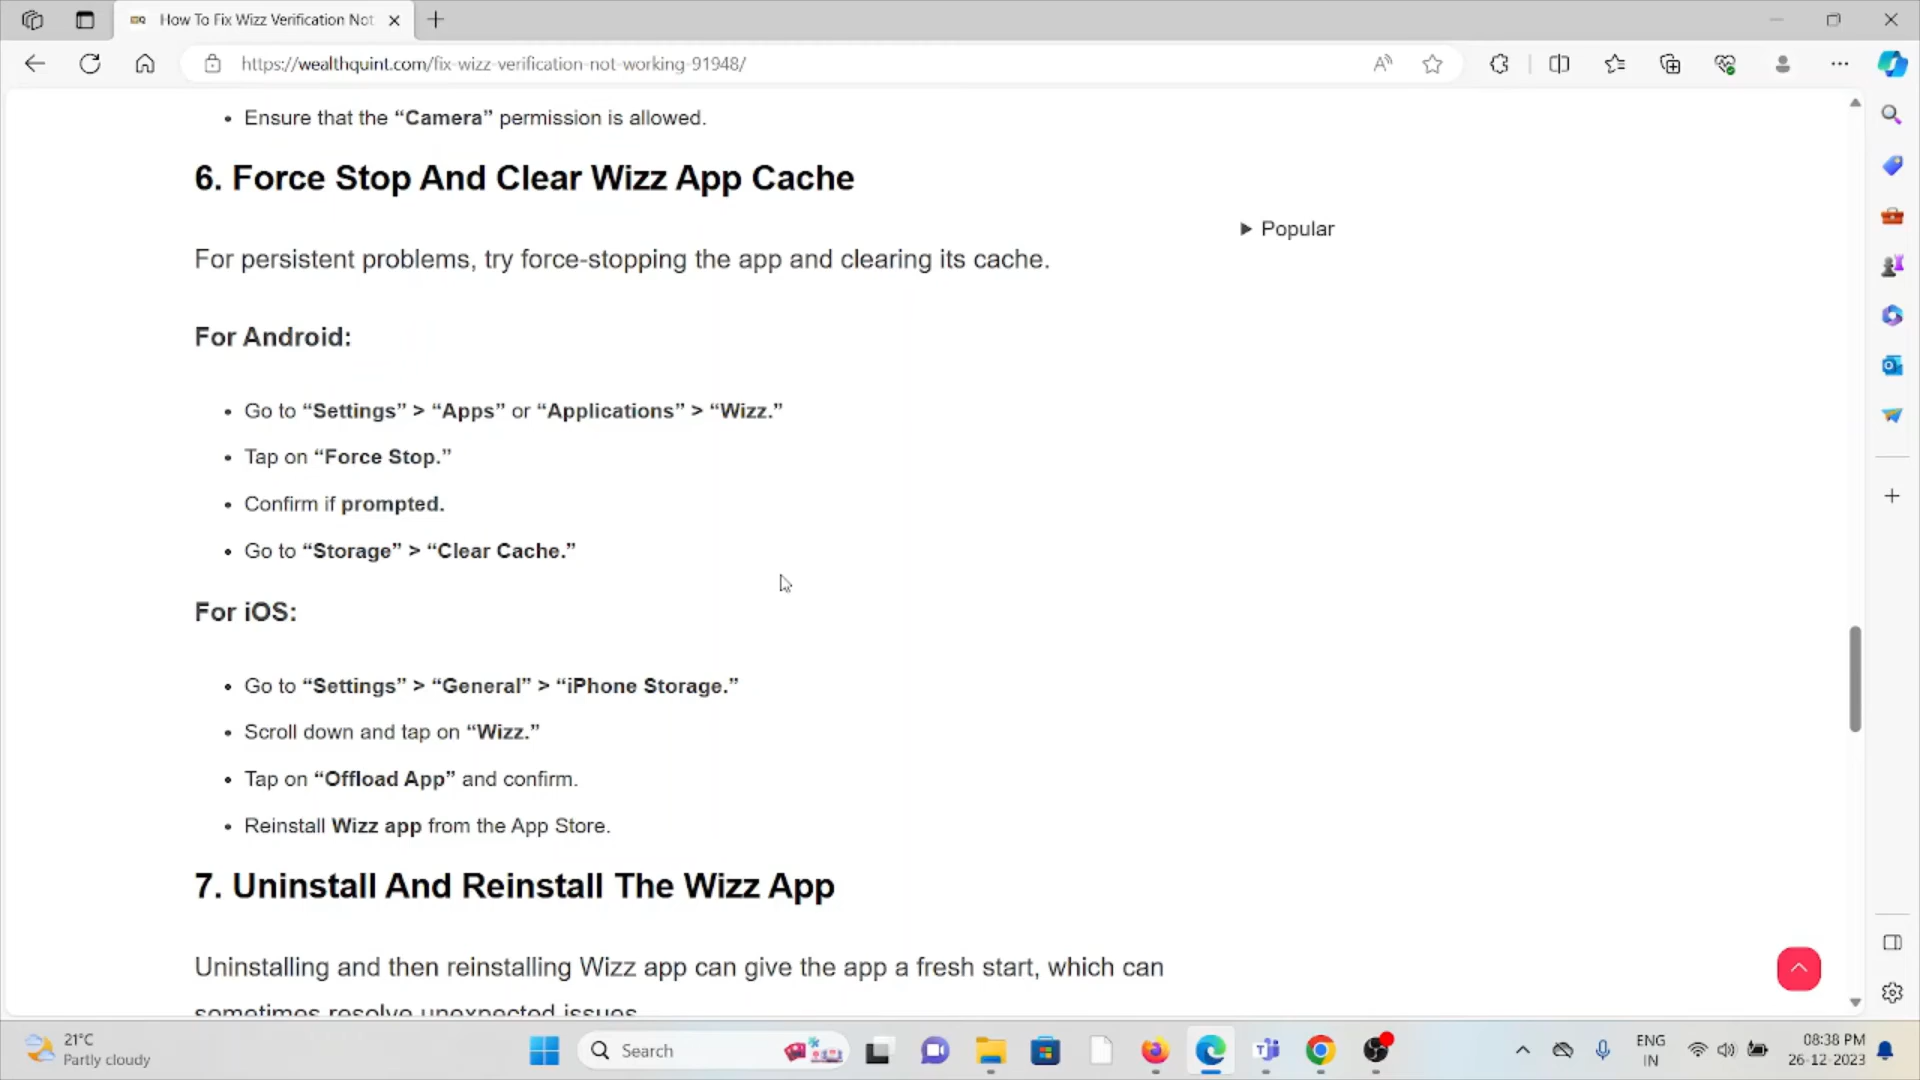 How To Fix Wizz Verification Not
https://wealthquint.com/fix-wizz-verification-not-working-91948/
• Ensure that the “Camera” permission is allowed.
6. Force Stop And Clear Wizz App Cache
▶ Popular
For persistent problems, try force-stopping the app and clearing its cache.
For Android:
• Go to “Settings” > “Apps” or “Applications” > “Wizz.”
• Tap on “Force Stop.”
• Confirm if prompted.
• Go to “Storage” > “Clear Cache.”
For iOS:
• Go to “Settings” > “General” > “iPhone Storage.”
• Scroll down and tap on “Wizz.”
• Tap on “Offload App” and confirm.
• Reinstall Wizz app from the App Store.
7. Uninstall And Reinstall The Wizz App
Uninstalling and then reinstalling Wizz app can give the app a fresh start, which can
sometimes resolve unexpected issues.
21°C
Partly cloudy
Search
ENG
IN
08:38 PM
26-12-2023